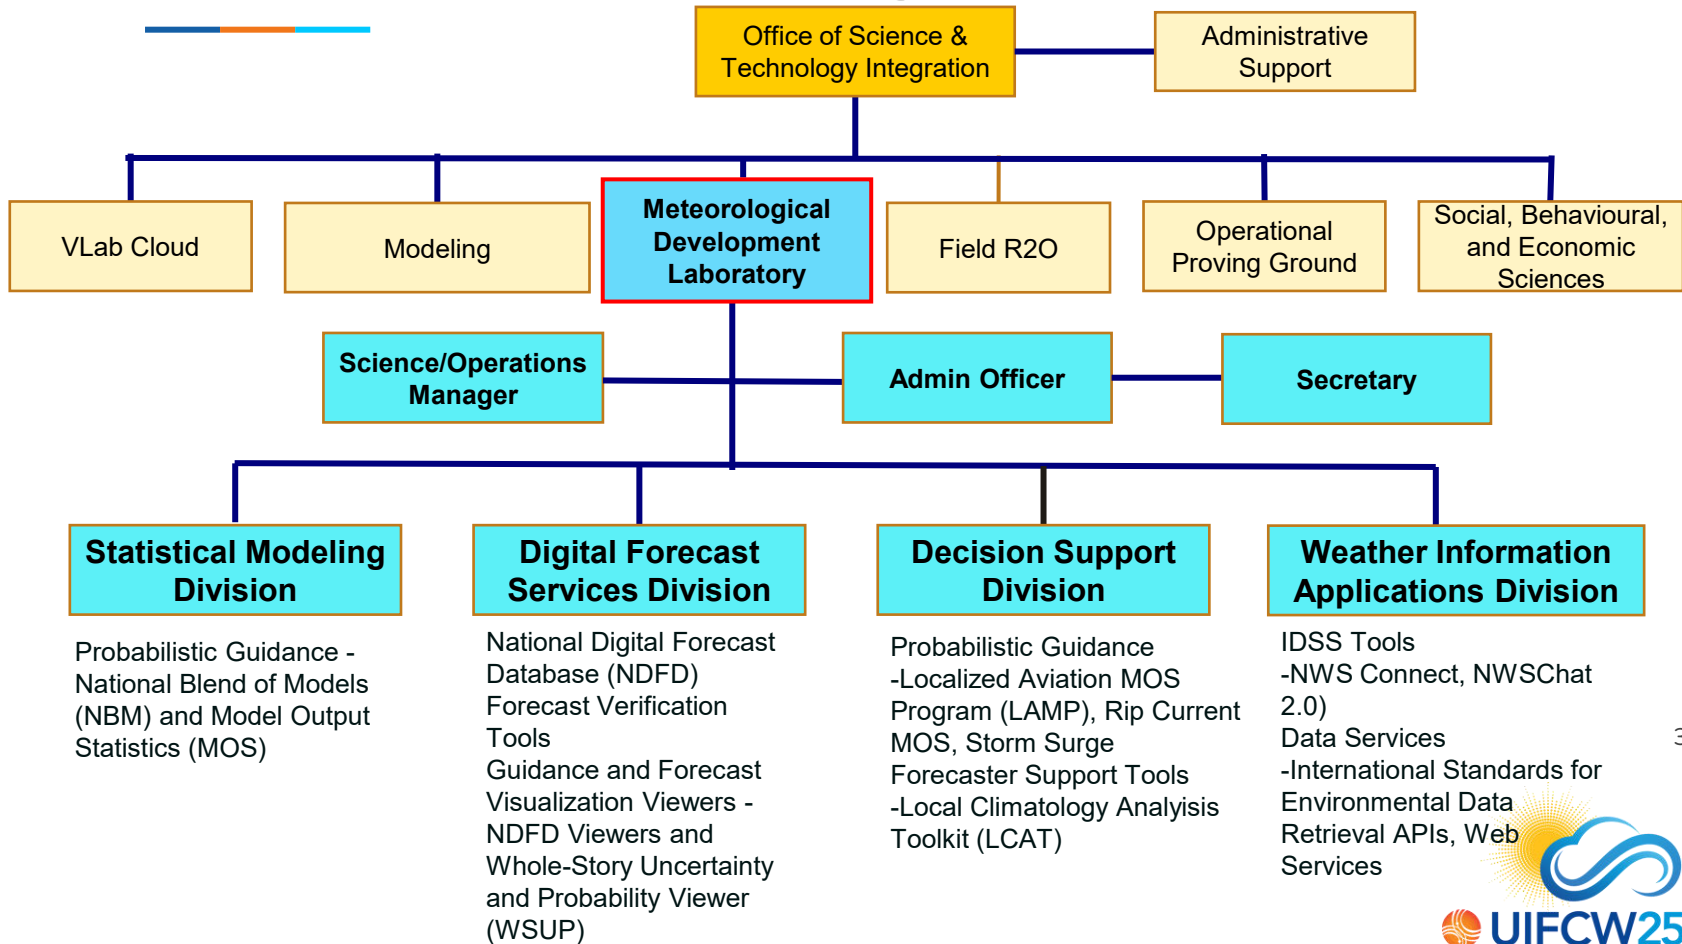 Office of Science &
Technology Integration
Administrative
Support
VLab Cloud
Modeling
Meteorological
Development
Laboratory
Field R2O
Operational
Proving Ground
Social, Behavioural,
and Economic
Sciences
Science/Operations
Manager
Admin Officer
Secretary
Statistical Modeling
Division
Probabilistic Guidance -
National Blend of Models
(NBM) and Model Output
Statistics (MOS)
Digital Forecast
Services Division
National Digital Forecast
Database (NDFD)
Forecast Verification
Tools
Guidance and Forecast
Visualization Viewers -
NDFD Viewers and
Whole-Story Uncertainty
and Probability Viewer
(WSUP)
Decision Support
Division
Probabilistic Guidance
-Localized Aviation MOS
Program (LAMP), Rip Current
MOS, Storm Surge
Forecaster Support Tools
-Local Climatology Analyisis
Toolkit (LCAT)
Weather Information
Applications Division
IDSS Tools
-NWS Connect, NWSChat
2.0)
Data Services
-International Standards for
Environmental Data
Retrieval APIs, Web
Services
3
UIFCW25